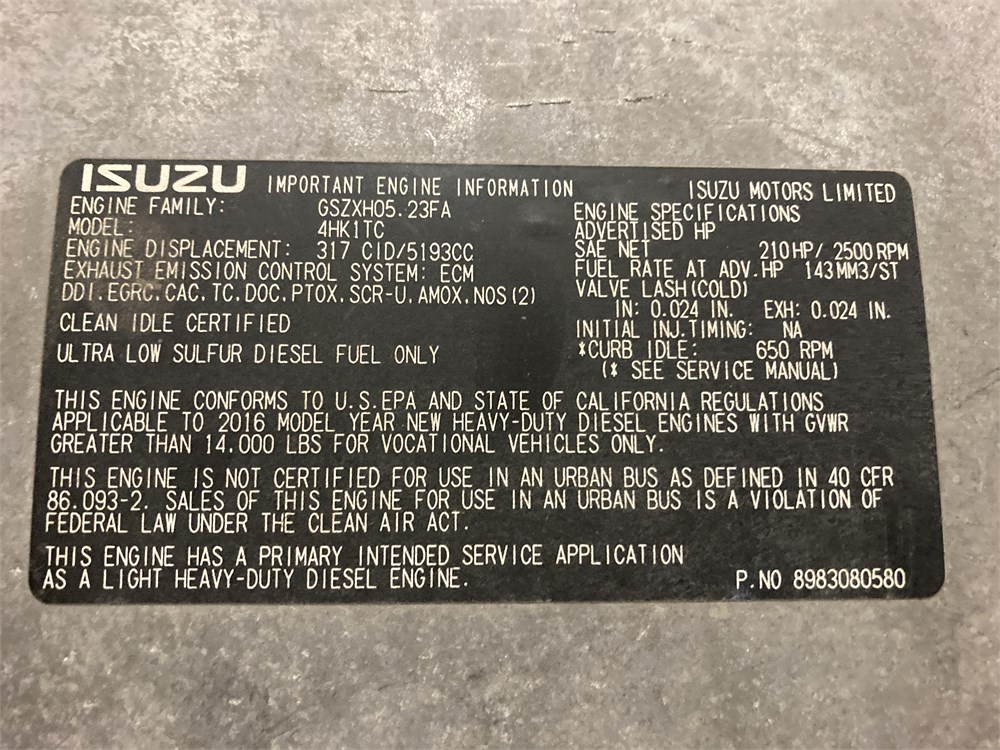 ISUZU IMPORTANT ENGINE INFORMATION ISUZU MOTORS LIMITED
ENGINE FAMILY: GSZXH05.23FA
MODEL: 4HK1TC
ENGINE DISPLACEMENT: 317 CID/5193CC
EXHAUST EMISSION CONTROL SYSTEM: ECM
DDI.EGRC.CAC.TC.DOC.PTOX.SCR-U.AMOX.NOS(2)
CLEAN IDLE CERTIFIED
ULTRA LOW SULFUR DIESEL FUEL ONLY
ENGINE SPECIFICATIONS
ADVERTISED HP
SAE NET 210HP/ 2500RPM
FUEL RATE AT ADV.HP 143MM3/ST
VALVE LASH(COLD)
IN: 0.024 IN. EXH: 0.024 IN.
INITIAL INJ.TIMING: NA
*CURB IDLE: 650 RPM
(* SEE SERVICE MANUAL)
THIS ENGINE CONFORMS TO U.S.EPA AND STATE OF CALIFORNIA REGULATIONS
APPLICABLE TO 2016 MODEL YEAR NEW HEAVY-DUTY DIESEL ENGINES WITH GVWR
GREATER THAN 14.000 LBS FOR VOCATIONAL VEHICLES ONLY.
THIS ENGINE IS NOT CERTIFIED FOR USE IN AN URBAN BUS AS DEFINED IN 40 CFR
86.093-2. SALES OF THIS ENGINE FOR USE IN AN URBAN BUS IS A VIOLATION OF
FEDERAL LAW UNDER THE CLEAN AIR ACT.
THIS ENGINE HAS A PRIMARY INTENDED SERVICE APPLICATION
AS A LIGHT HEAVY-DUTY DIESEL ENGINE.
P.NO 8983080580